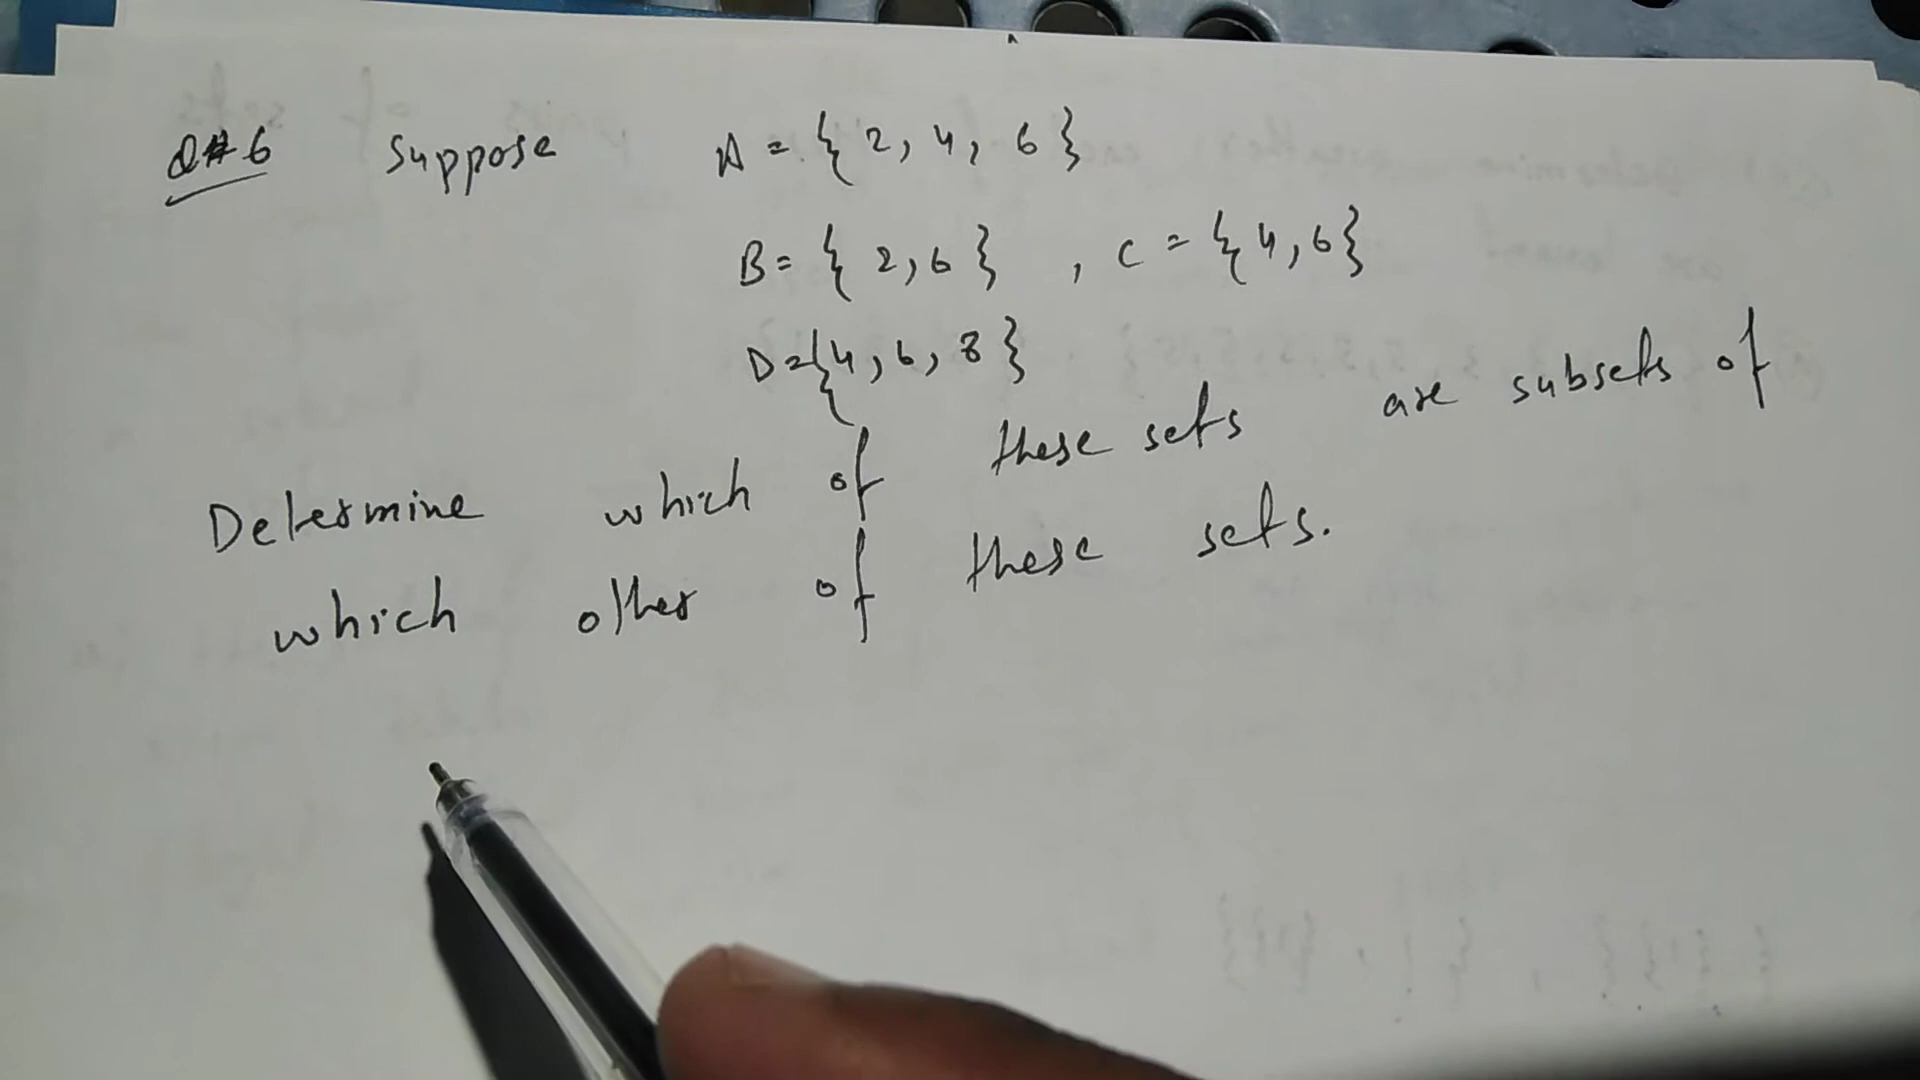 Q#6 Suppose A = { 2, 4, 6 }
B = { 2, 6 } , C = { 4, 6 }
D = { 4, 6, 8 }
Determine which of these sets are subsets of
which other of these sets.